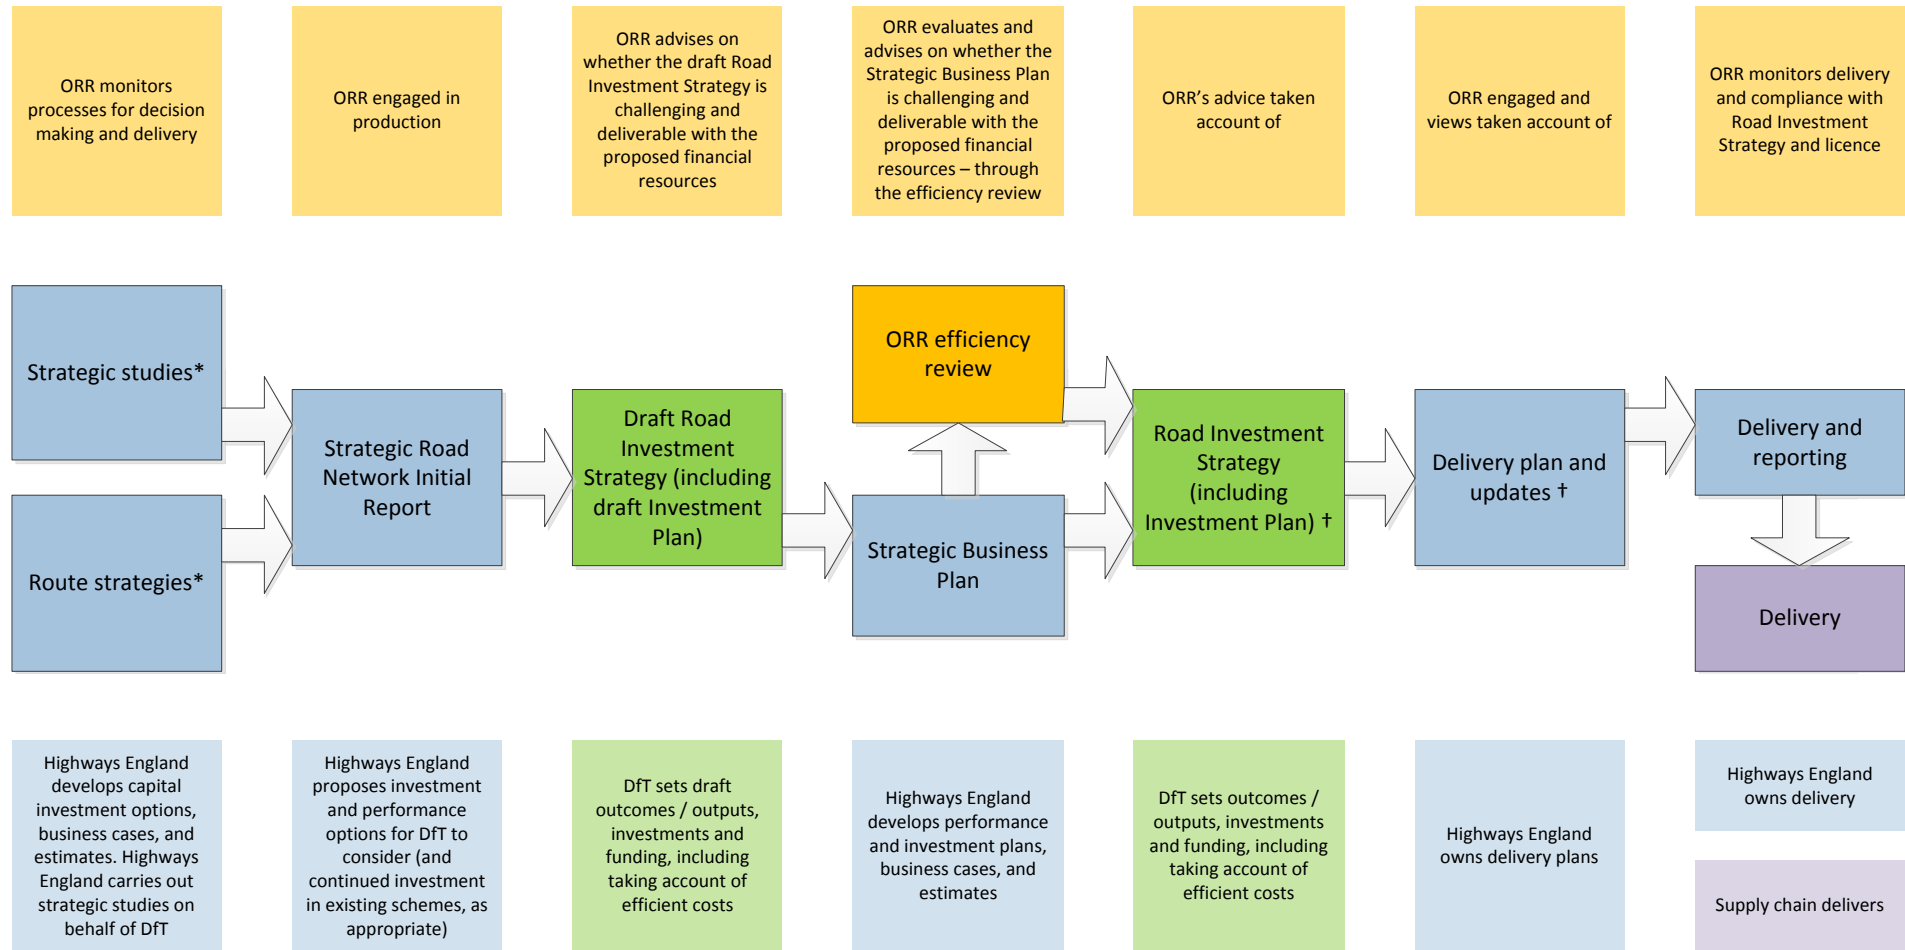 ORR monitors
processes for decision
making and delivery
ORR engaged in
production
ORR advises on
whether the draft Road
Investment Strategy is
challenging and
deliverable with the
proposed financial
resources
ORR evaluates and
advises on whether the
Strategic Business Plan
is challenging and
deliverable with the
proposed financial
resources – through
the efficiency review
ORR’s advice taken
account of
ORR engaged and
views taken account of
ORR monitors delivery
and compliance with
Road Investment
Strategy and licence
Strategic studies*
Route strategies*
Strategic Road
Network Initial
Report
Draft Road
Investment
Strategy (including
draft Investment
Plan)
ORR efficiency
review
Strategic Business
Plan
Road Investment
Strategy
(including
Investment Plan) †
Delivery plan and
updates †
Delivery and
reporting
Delivery
Highways England
develops capital
investment options,
business cases, and
estimates. Highways
England carries out
strategic studies on
behalf of DfT
Highways England
proposes investment
and performance
options for DfT to
consider (and
continued investment
in existing schemes, as
appropriate)
DfT sets draft
outcomes / outputs,
investments and
funding, including
taking account of
efficient costs
Highways England
develops performance
and investment plans,
business cases, and
estimates
DfT sets outcomes /
outputs, investments
and funding, including
taking account of
efficient costs
Highways England
owns delivery plans
Highways England
owns delivery
Supply chain delivers